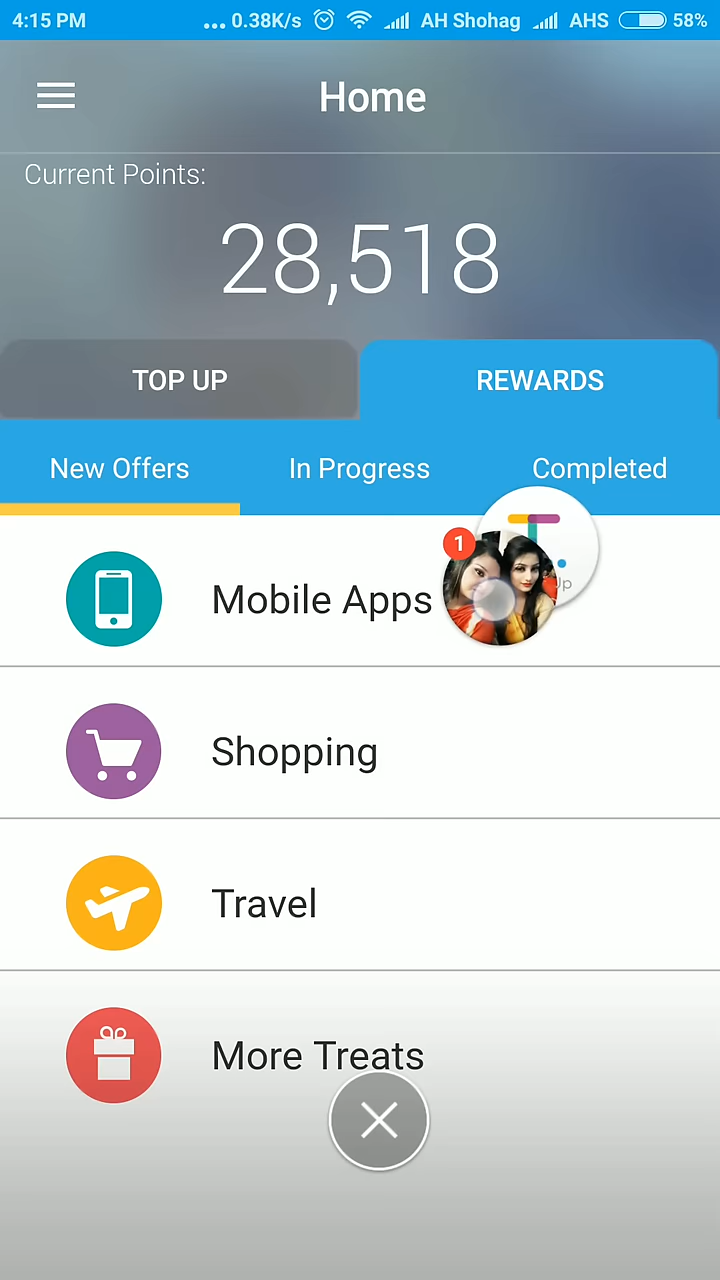 4:15 PM ... 0.38K/s AH Shohag AHS 58%
Home
Current Points:
28,518
TOP UP REWARDS
New Offers In Progress Completed
1
Mobile Apps
Shopping
Travel
More Treats